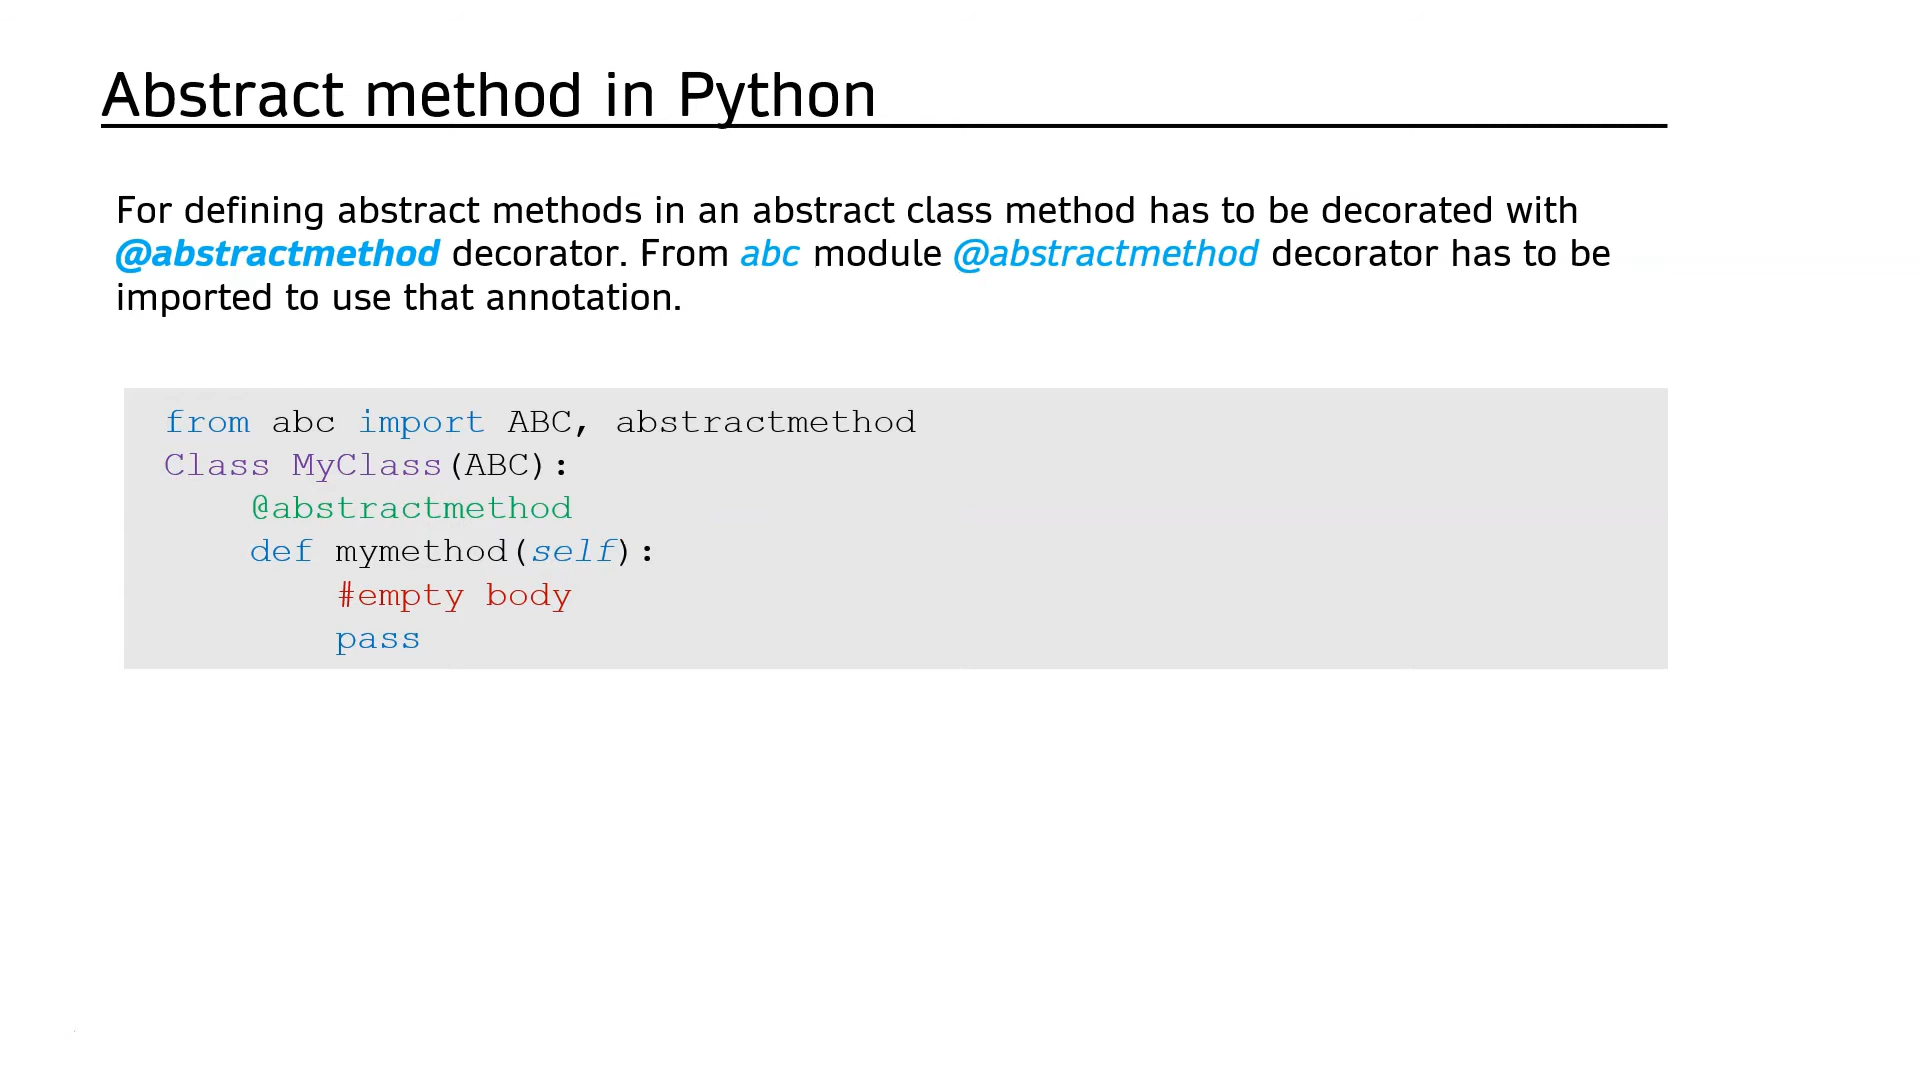 Abstract method in Python
For defining abstract methods in an abstract class method has to be decorated with
@abstractmethod decorator. From abc module @abstractmethod decorator has to be
imported to use that annotation.
from abc import ABC, abstractmethod
Class MyClass(ABC):
    @abstractmethod
    def mymethod(self):
        #empty body
        pass